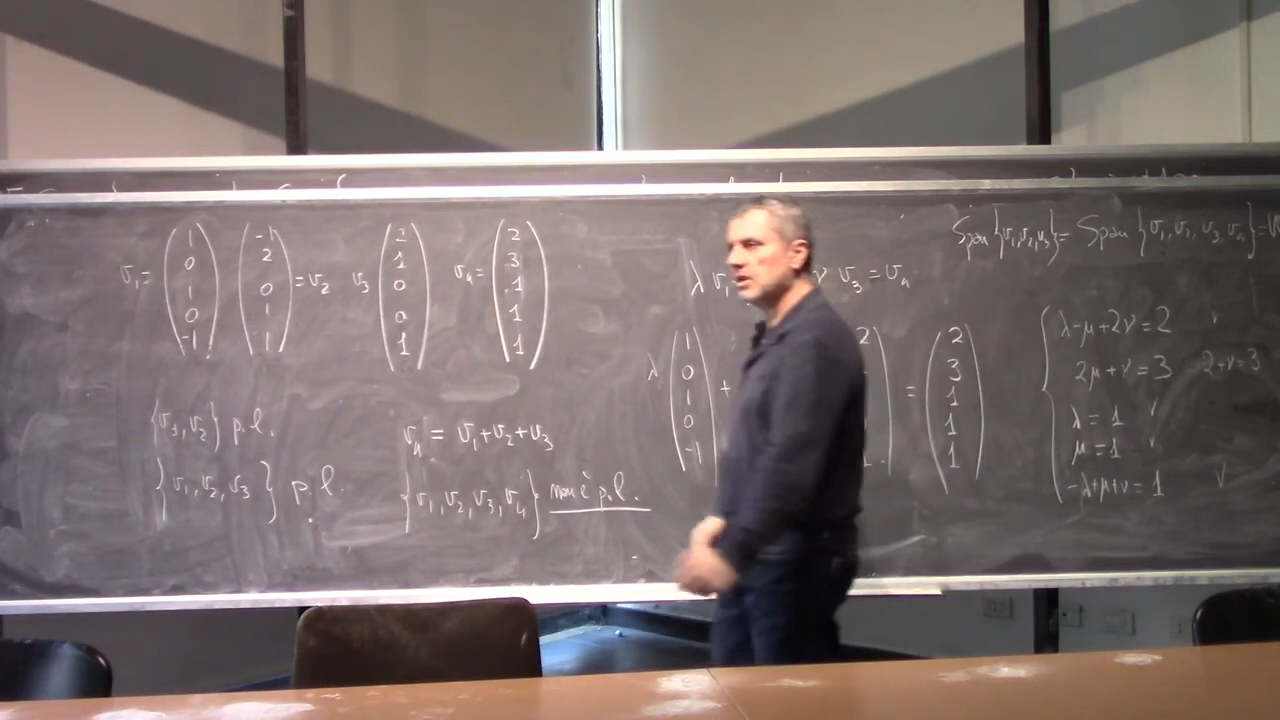 v₁ = (1 0 1 0 -1) (-1 2 0 1 1) = v₂ v₃ (2 1 0 0 1) v₄ = (2 3 1 1 1)
{v₃, v₂} p.l.
{v₁, v₂, v₃} p.l.
v₄ = v₁+v₂+v₃
{v₁, v₂, v₃, v₄} non è p.l.
λ v₁ ν v₃ = v₄
λ (1 0 1 0 -1) + = (2 3 1 1 1)
Span {v₁,v₂,v₃} = Span {v₁, v₂, v₃, v₄} =
λ-μ+2ν=2 ✓
2μ+ν=3 2+ν=3
λ=1 ✓
μ=1 ✓
-λ+μ+ν=1 ✓